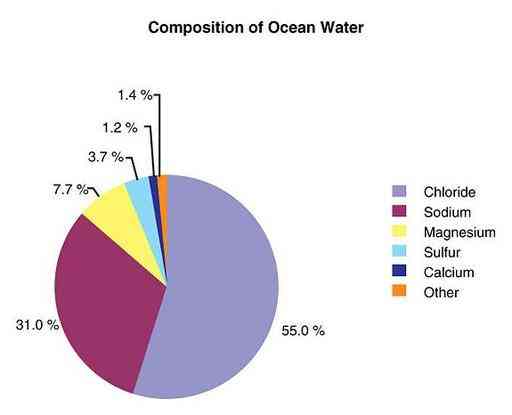 Composition of Ocean Water
1.4 %
1.2 %
3.7 %
7.7 %
31.0 %
55.0 %
Chloride
Sodium
Magnesium
Sulfur
Calcium
Other